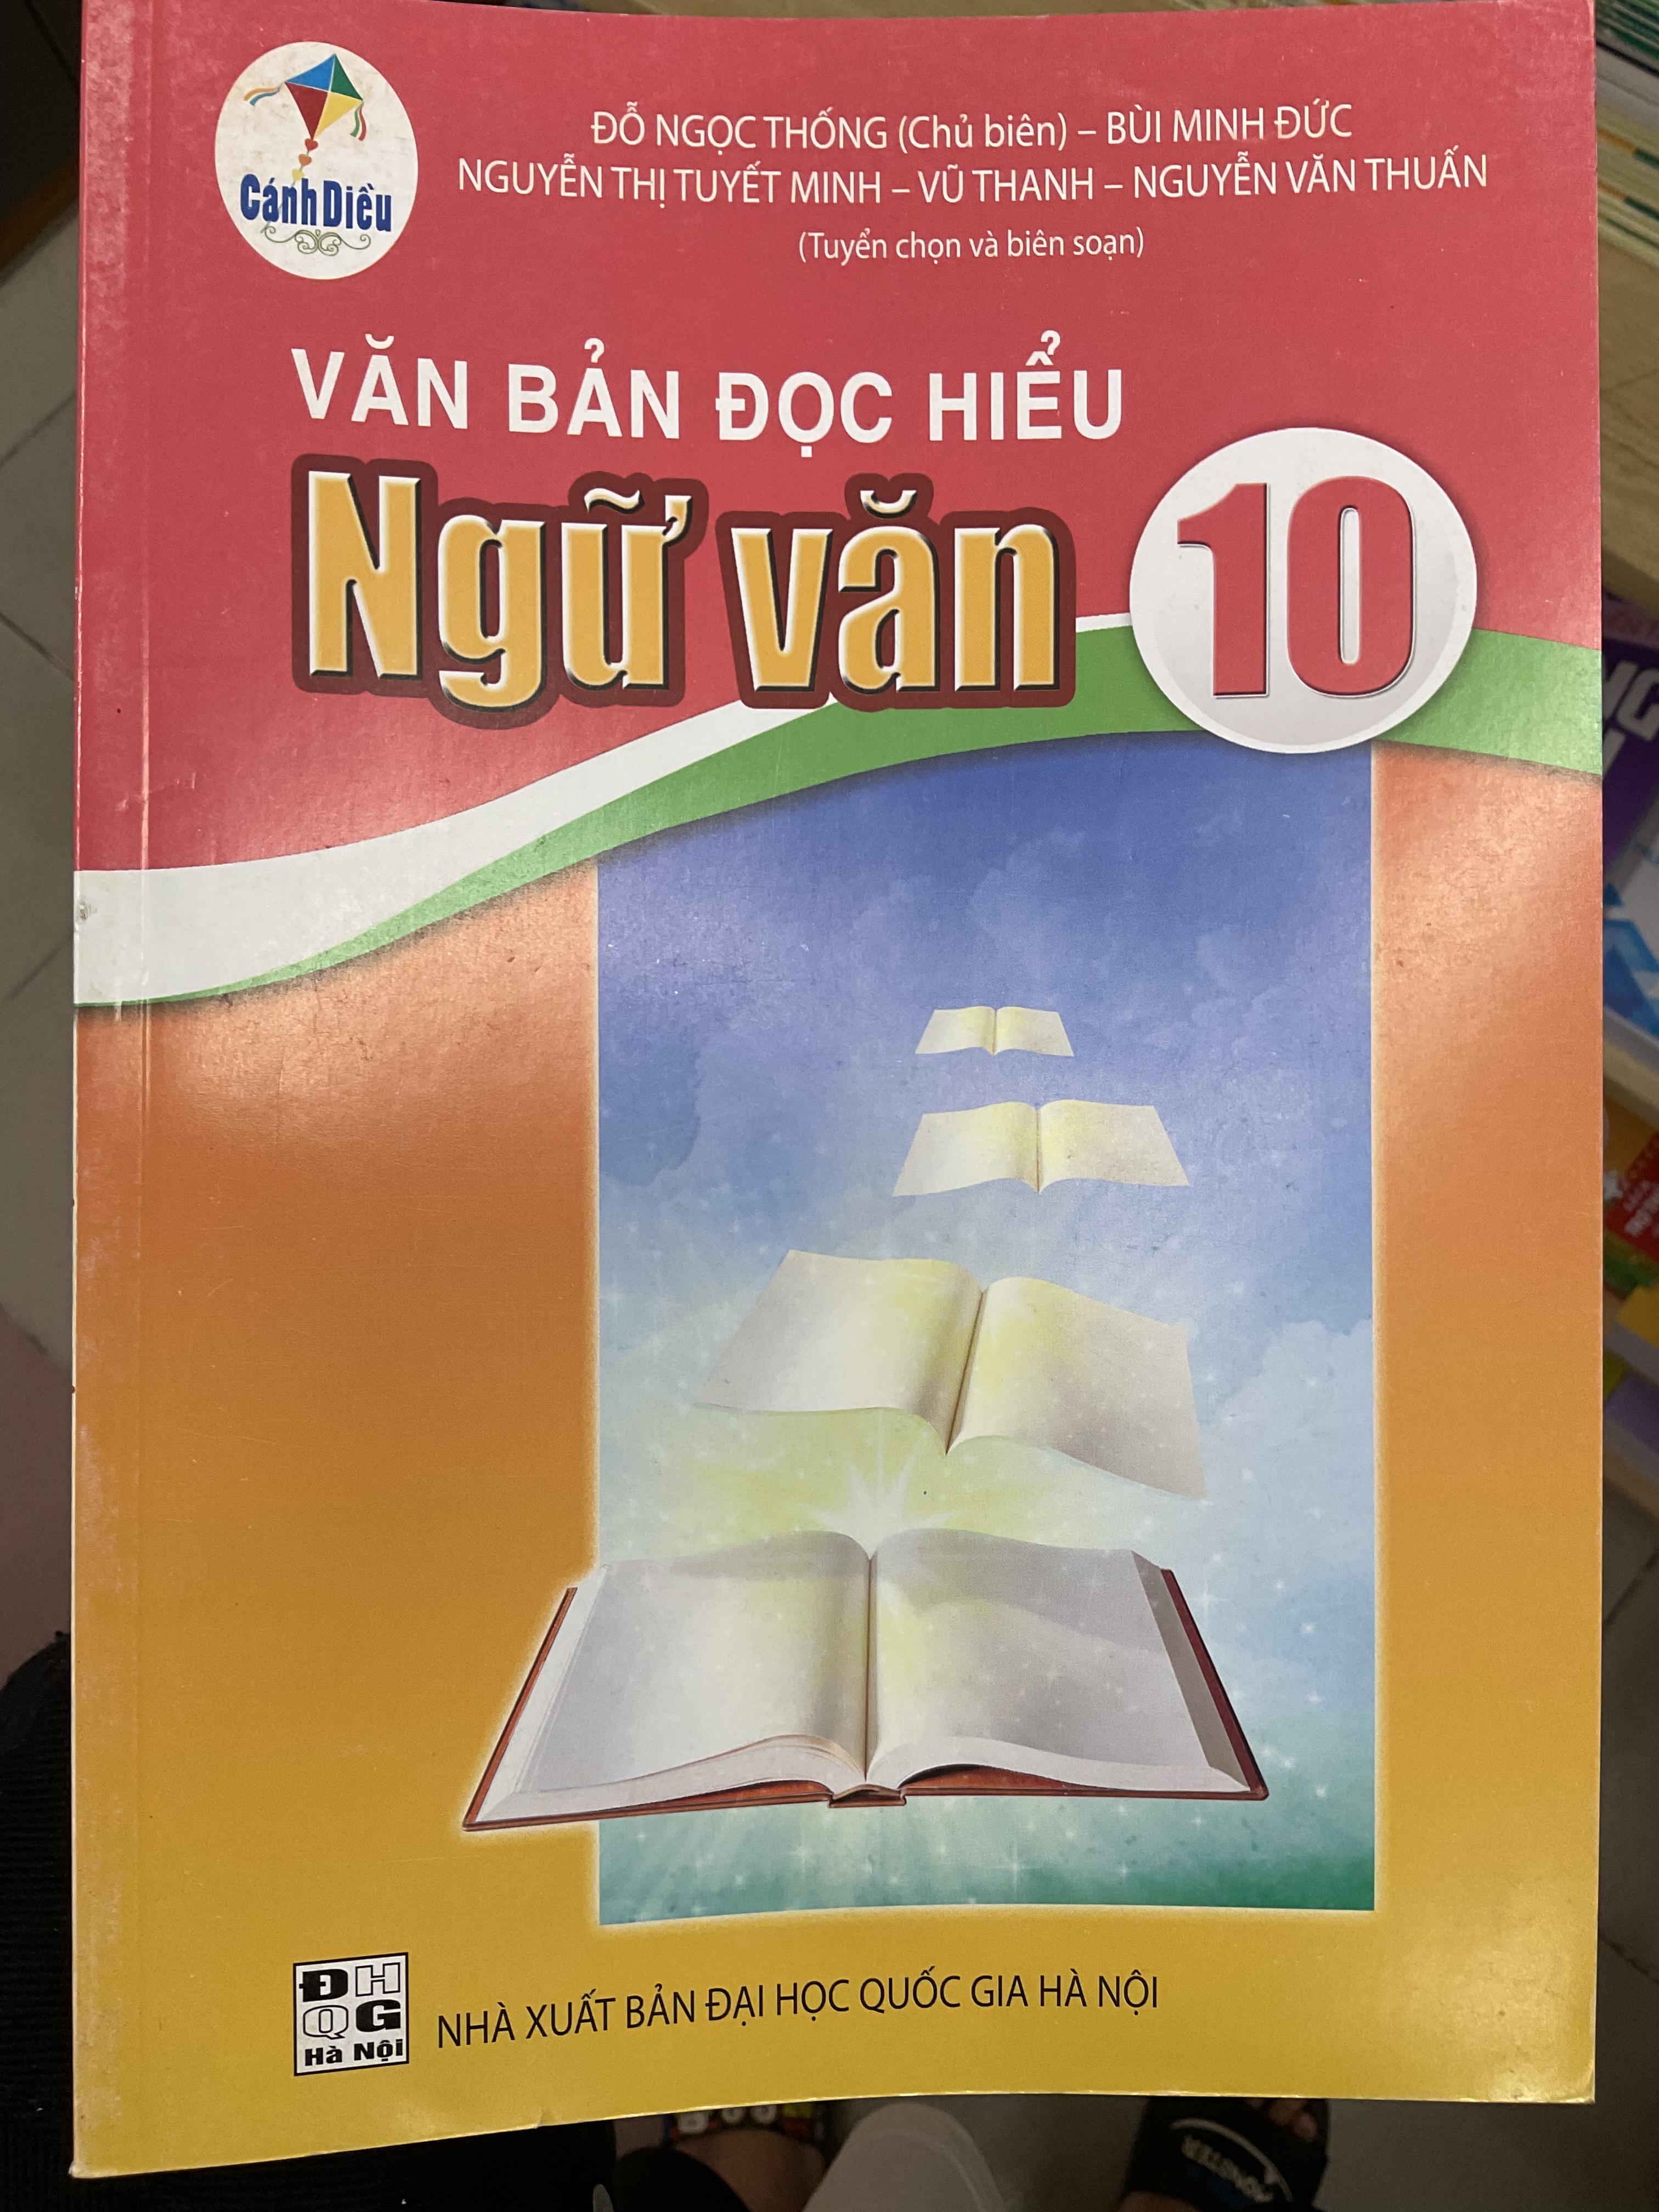 Cánh Diều
ĐỖ NGỌC THỐNG (Chủ biên) – BÙI MINH ĐỨC
NGUYỄN THỊ TUYẾT MINH – VŨ THANH – NGUYỄN VĂN THUẤN
(Tuyển chọn và biên soạn)
VĂN BẢN ĐỌC HIỂU
Ngữ văn 10
ĐH
QG
Hà Nội
NHÀ XUẤT BẢN ĐẠI HỌC QUỐC GIA HÀ NỘI